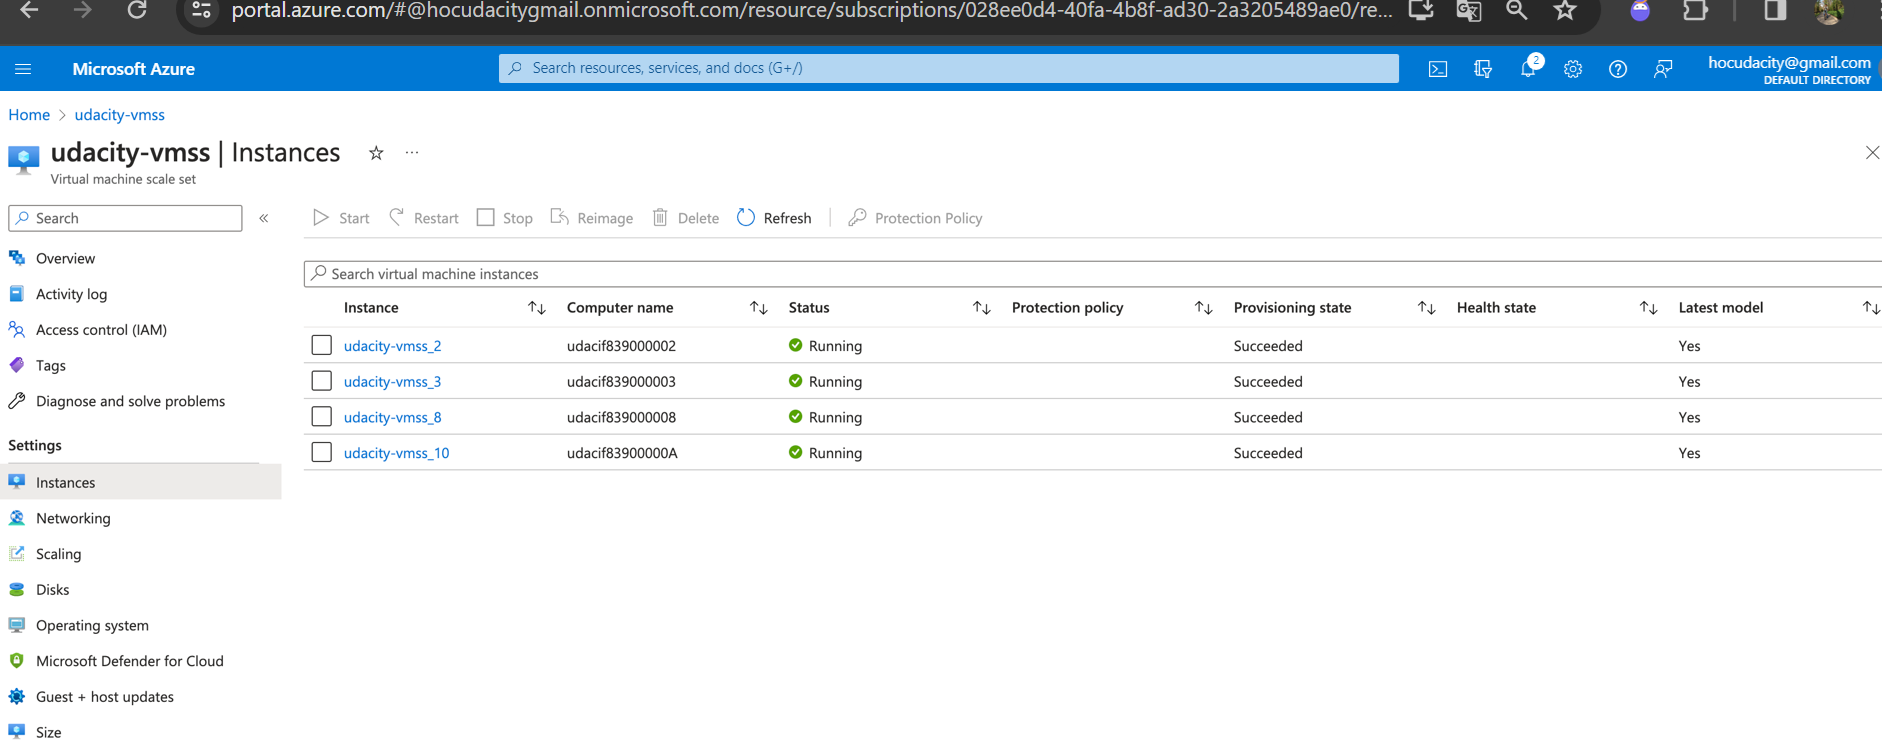 portal.azure.com/#@hocudacitygmail.onmicrosoft.com/resource/subscriptions/028ee0d4-40fa-4b8f-ad30-2a3205489ae0/re...
Microsoft Azure
Search resources, services, and docs (G+/)
2
hocudacity@gmail.com
DEFAULT DIRECTORY
Home > udacity-vmss
udacity-vmss | Instances
Virtual machine scale set
Search
Start Restart Stop Reimage Delete Refresh Protection Policy
Overview
Activity log
Access control (IAM)
Tags
Diagnose and solve problems
Settings
Instances
Networking
Scaling
Disks
Operating system
Microsoft Defender for Cloud
Guest + host updates
Size
Search virtual machine instances
Instance Computer name Status Protection policy Provisioning state Health state Latest model
udacity-vmss_2 udacif839000002 Running Succeeded Yes
udacity-vmss_3 udacif839000003 Running Succeeded Yes
udacity-vmss_8 udacif839000008 Running Succeeded Yes
udacity-vmss_10 udacif83900000A Running Succeeded Yes